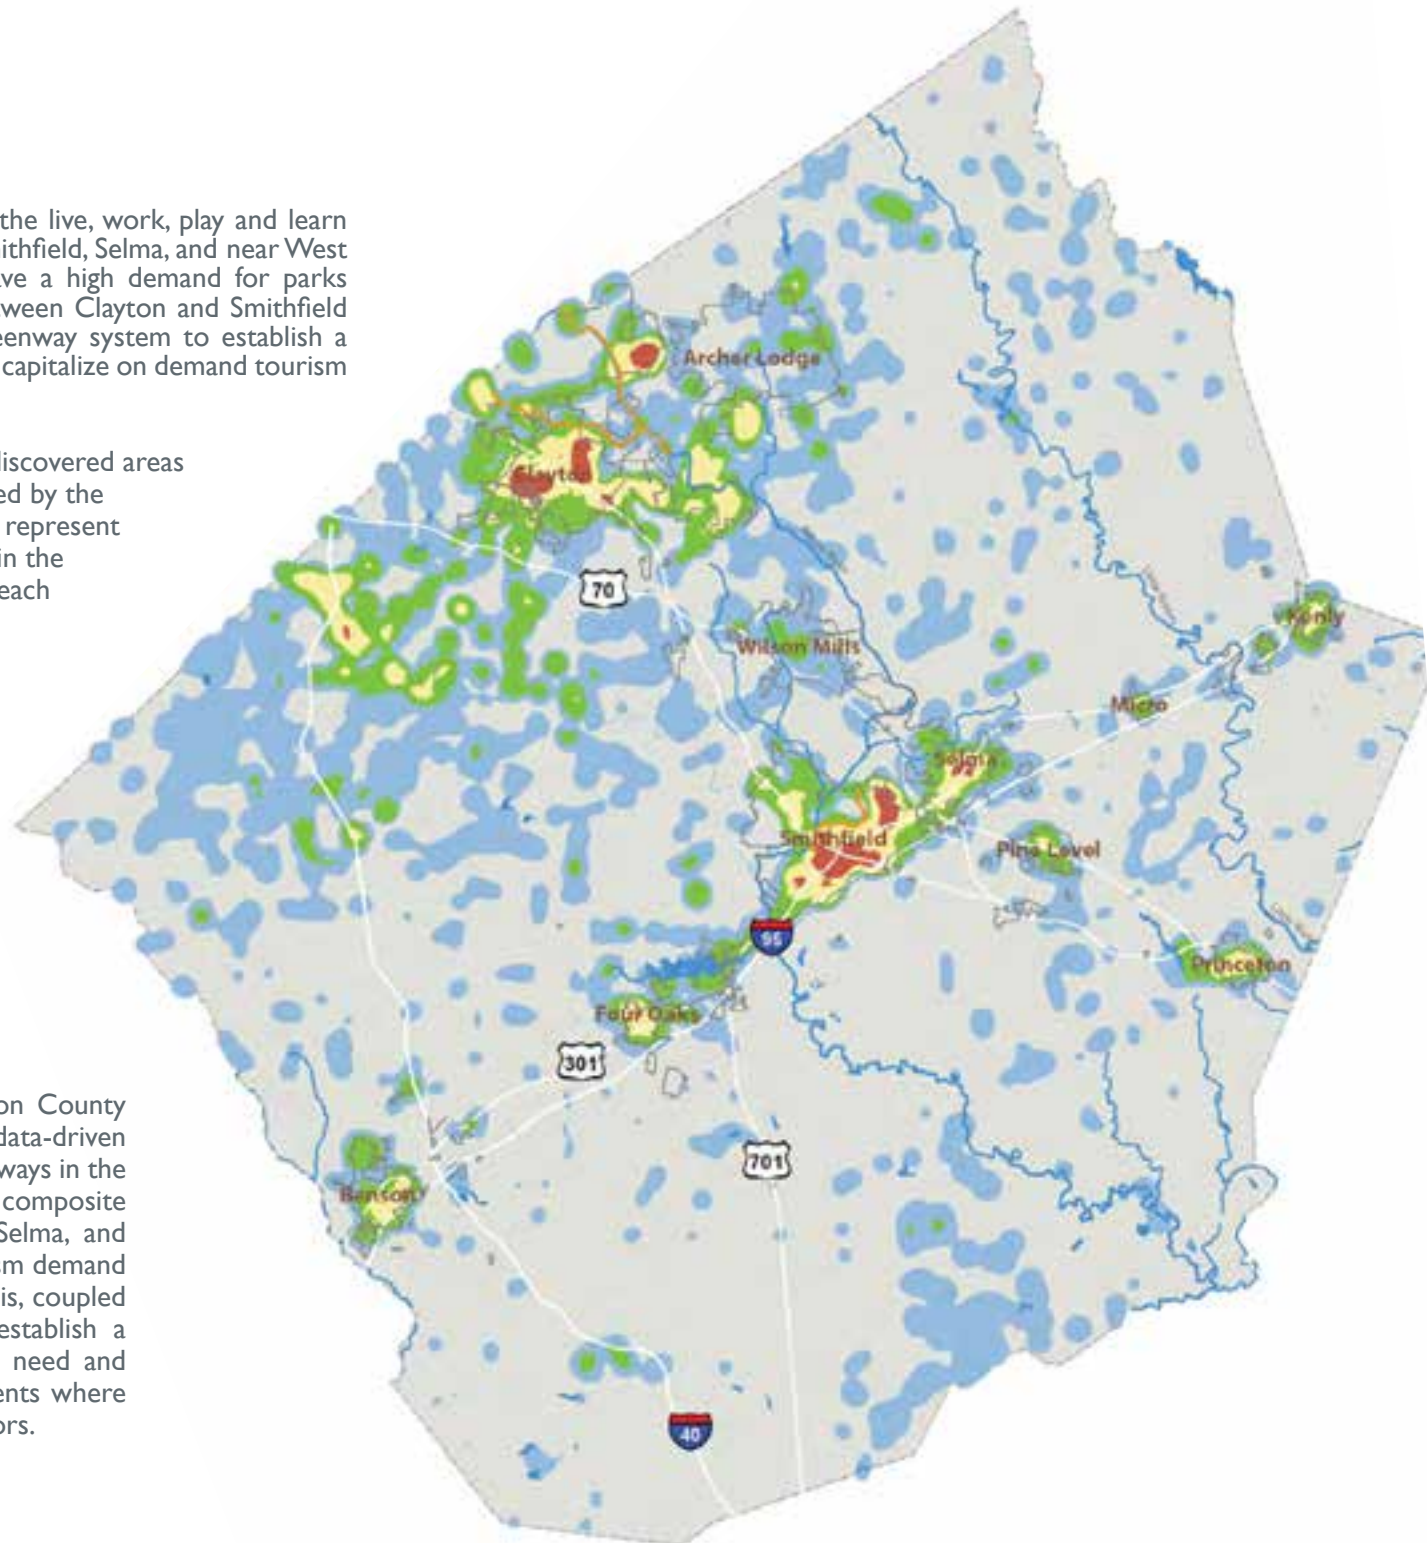 the live, work, play and learn
ithfield, Selma, and near West
ve a high demand for parks
tween Clayton and Smithfield
eenway system to establish a
capitalize on demand tourism
liscovered areas
ed by the
represent
in the
each
Archer Lodge
Clayton
70
Wilson Mills
Kenly
Micro
Selma
Smithfield
Pine Level
95
Princeton
Four Oaks
301
701
Benson
40
on County
data-driven
ways in the
composite
Selma, and
sm demand
is, coupled
establish a
need and
ents where
ors.